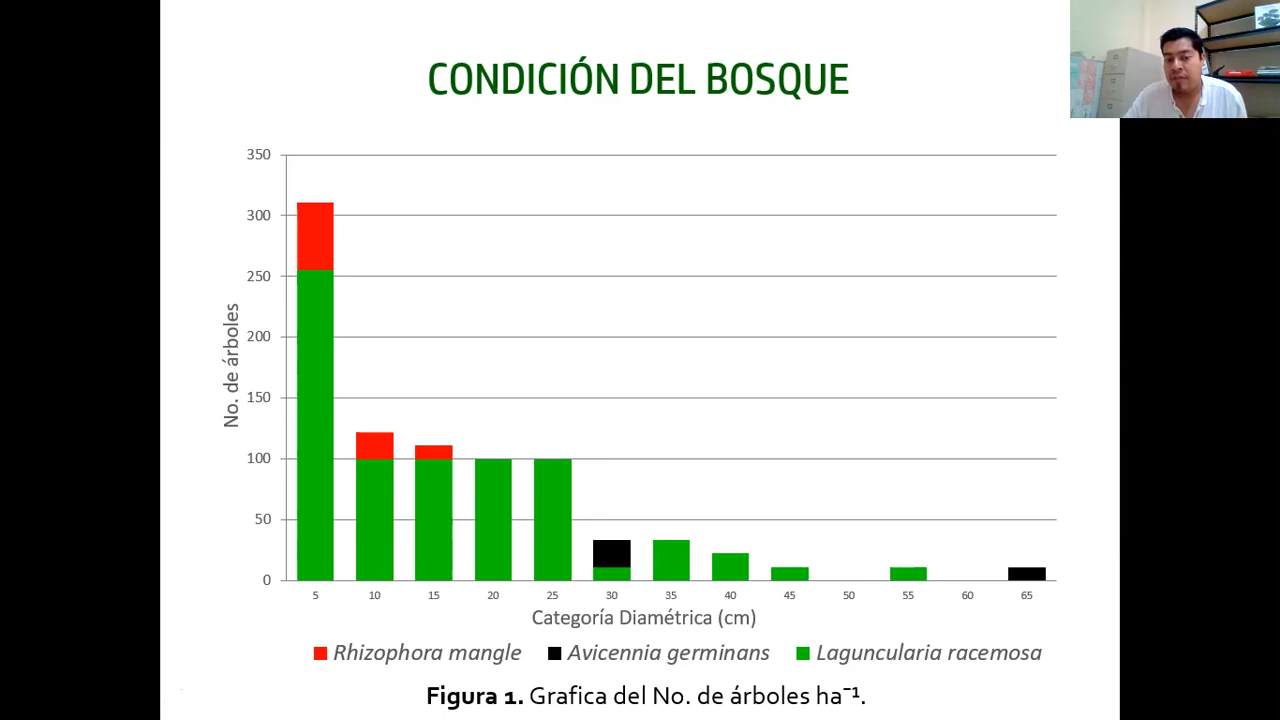 CONDICIÓN DEL BOSQUE
350
300
250
200
150
100
50
0
No. de árboles
5 10 15 20 25 30 35 40 45 50 55 60 65
Categoría Diamétrica (cm)
Rhizophora mangle Avicennia germinans Laguncularia racemosa
Figura 1. Grafica del No. de árboles ha⁻¹.